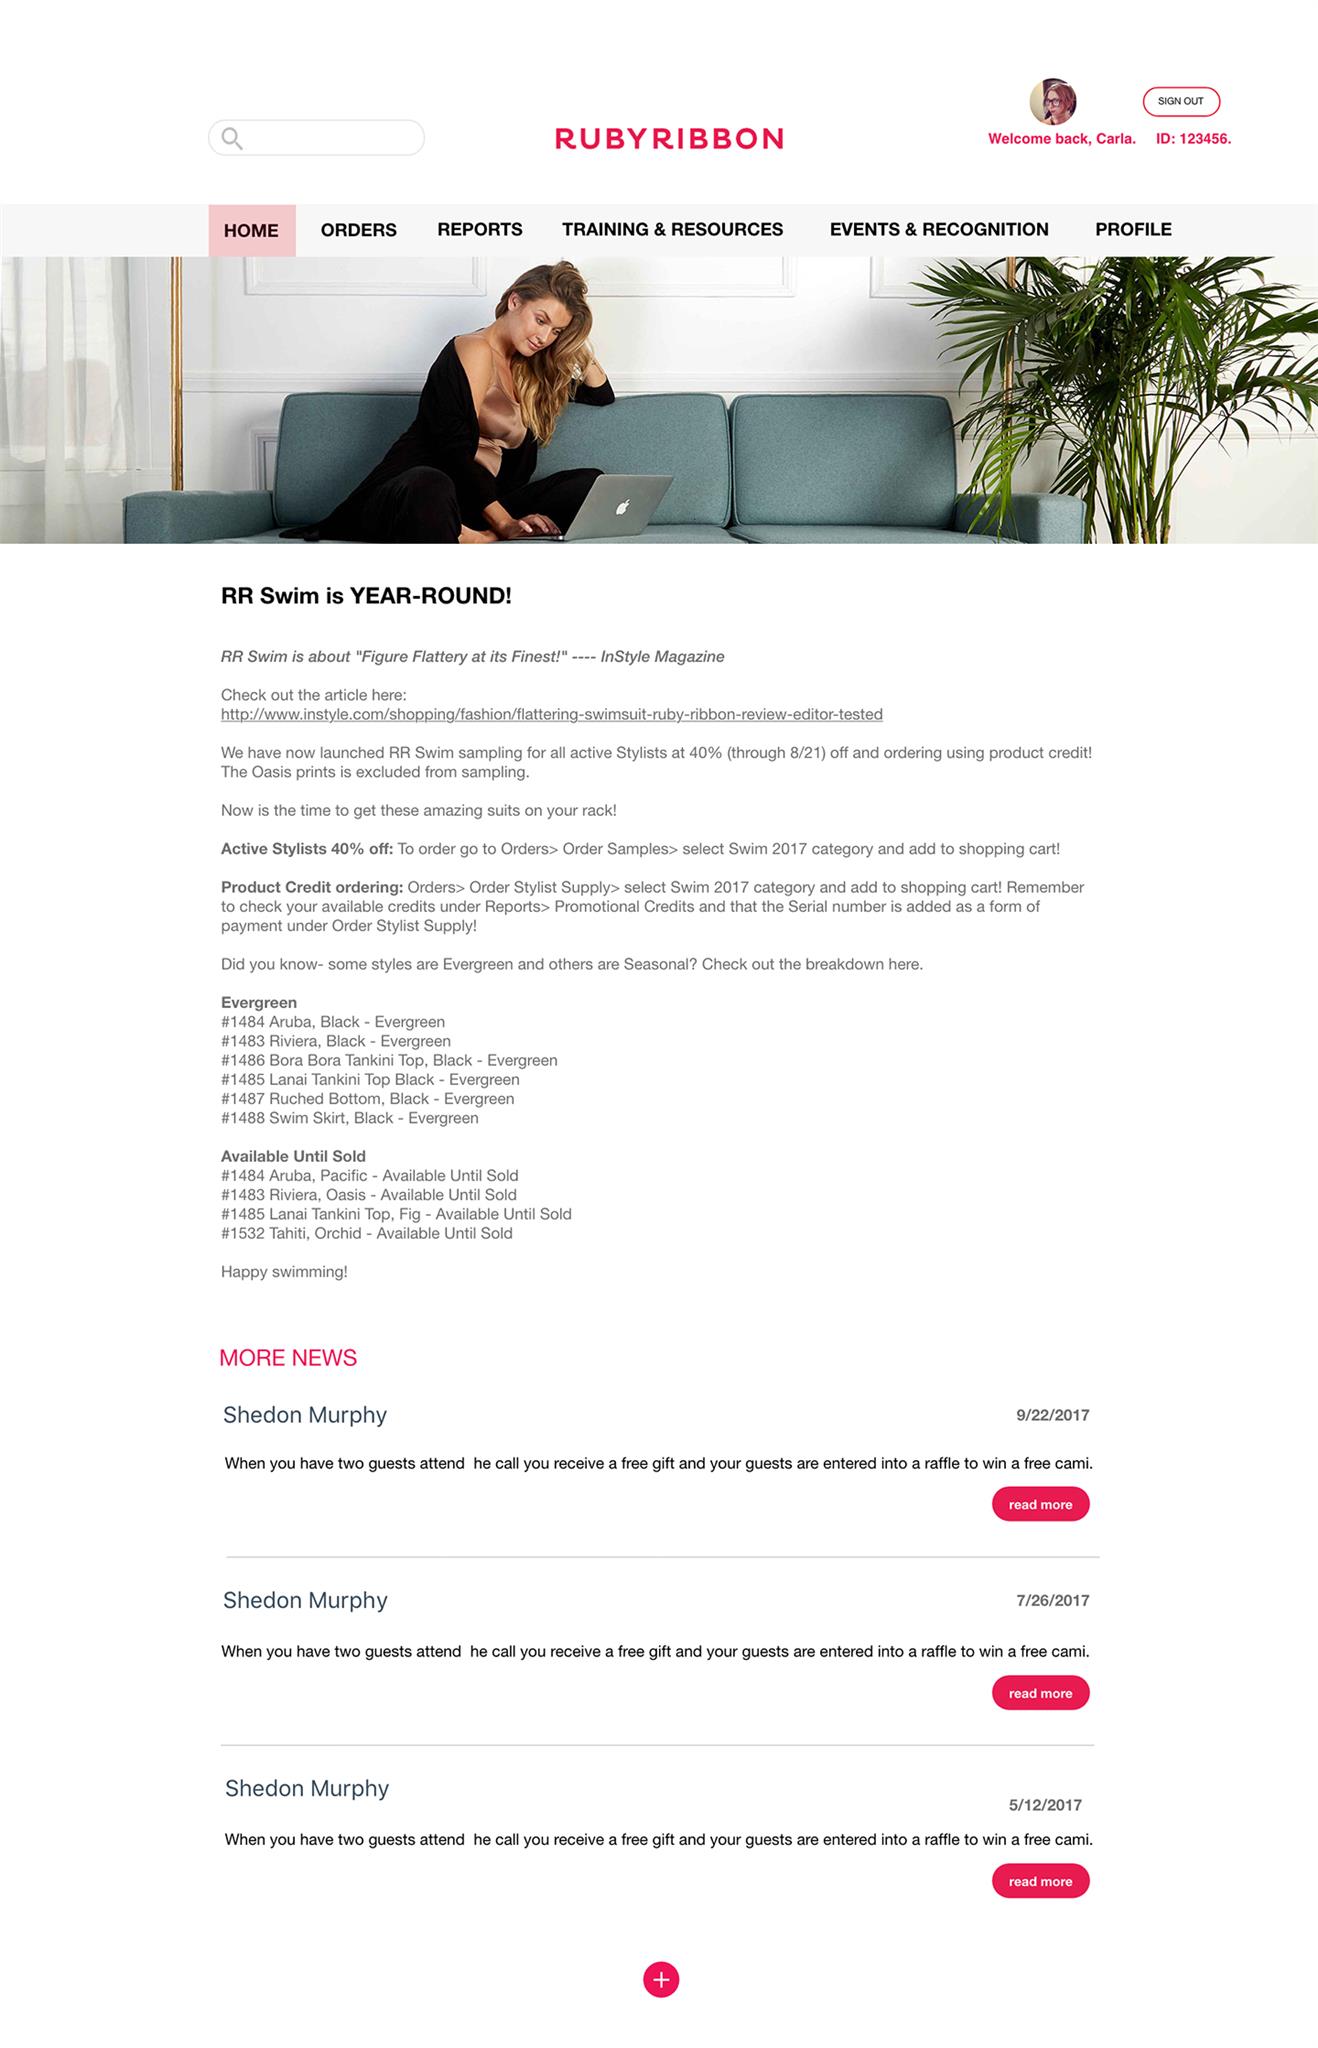 SIGN OUT
RUBYRIBBON
Welcome back, Carla. ID: 123456.
HOME ORDERS REPORTS TRAINING & RESOURCES EVENTS & RECOGNITION PROFILE
RR Swim is YEAR-ROUND!
RR Swim is about "Figure Flattery at its Finest!" ---- InStyle Magazine
Check out the article here:
http://www.instyle.com/shopping/fashion/flattering-swimsuit-ruby-ribbon-review-editor-tested
We have now launched RR Swim sampling for all active Stylists at 40% (through 8/21) off and ordering using product credit!
The Oasis prints is excluded from sampling.
Now is the time to get these amazing suits on your rack!
Active Stylists 40% off: To order go to Orders> Order Samples> select Swim 2017 category and add to shopping cart!
Product Credit ordering: Orders> Order Stylist Supply> select Swim 2017 category and add to shopping cart! Remember
to check your available credits under Reports> Promotional Credits and that the Serial number is added as a form of
payment under Order Stylist Supply!
Did you know- some styles are Evergreen and others are Seasonal? Check out the breakdown here.
Evergreen
#1484 Aruba, Black - Evergreen
#1483 Riviera, Black - Evergreen
#1486 Bora Bora Tankini Top, Black - Evergreen
#1485 Lanai Tankini Top Black - Evergreen
#1487 Ruched Bottom, Black - Evergreen
#1488 Swim Skirt, Black - Evergreen
Available Until Sold
#1484 Aruba, Pacific - Available Until Sold
#1483 Riviera, Oasis - Available Until Sold
#1485 Lanai Tankini Top, Fig - Available Until Sold
#1532 Tahiti, Orchid - Available Until Sold
Happy swimming!
MORE NEWS
Shedon Murphy 9/22/2017
When you have two guests attend  he call you receive a free gift and your guests are entered into a raffle to win a free cami.
read more
Shedon Murphy 7/26/2017
When you have two guests attend  he call you receive a free gift and your guests are entered into a raffle to win a free cami.
read more
Shedon Murphy
5/12/2017
When you have two guests attend  he call you receive a free gift and your guests are entered into a raffle to win a free cami.
read more